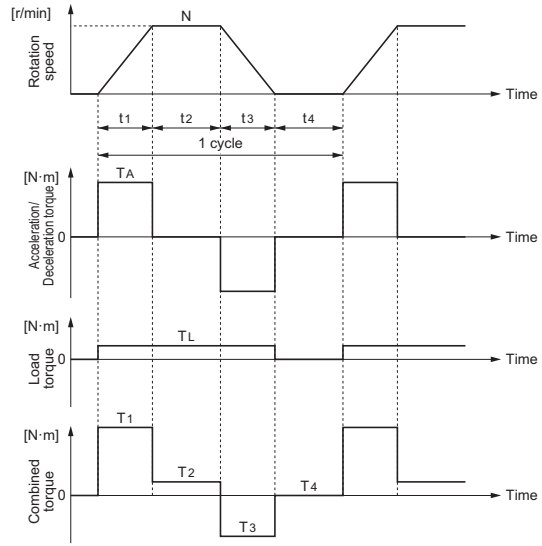 [r/min]
N
Rotation
speed
Time
t1 t2 t3 t4
1 cycle
[N·m]
TA
0
Acceleration/
Deceleration torque
Time
[N·m]
TL
0
Load
torque
Time
[N·m]
T1
T2
T4
0
Combined
torque
Time
T3